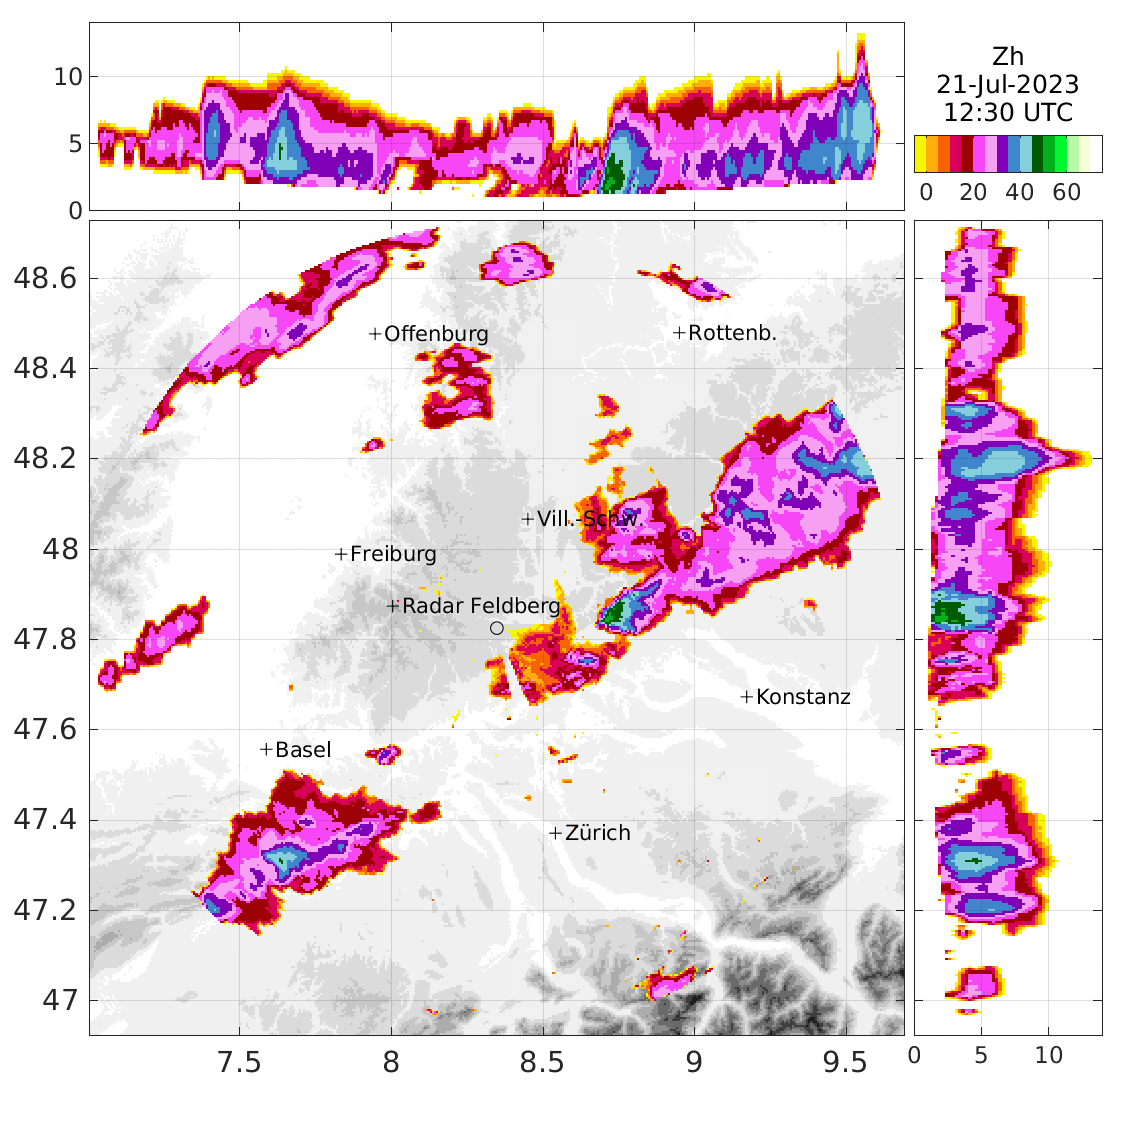 Zh
21-Jul-2023
12:30 UTC
0 20 40 60
10
5
0
48.6
48.4
48.2
48
47.8
47.6
47.4
47.2
47
+Offenburg
+Rottenb.
+Vill.-Schw.
+Freiburg
+Radar Feldberg
+Konstanz
+Basel
+Zürich
7.5 8 8.5 9 9.5
0 5 10